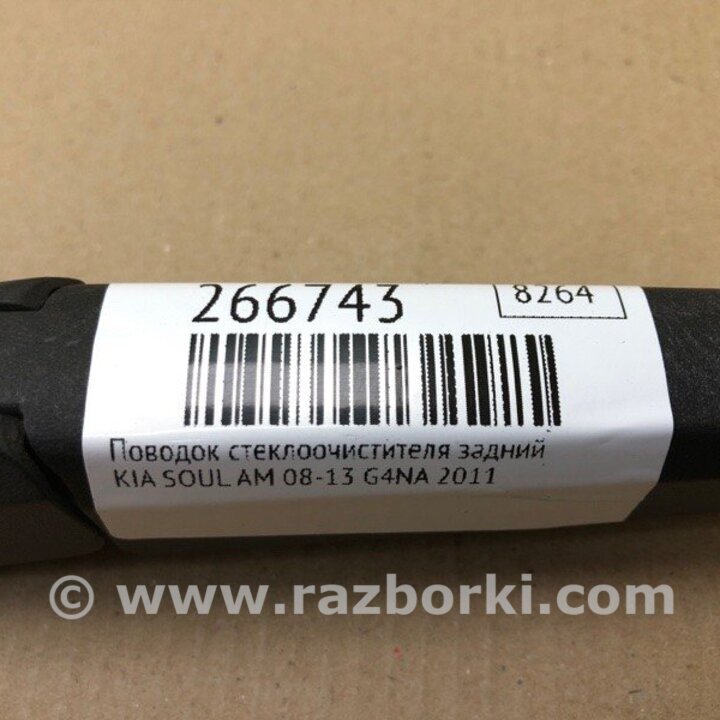 266743
8264
Поводок стеклоочистителя задний
KIA SOUL AM 08-13 G4NA 2011
© www.razborki.com